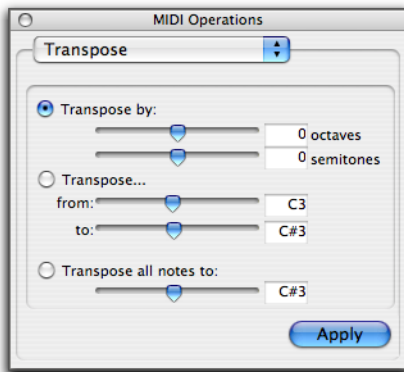 MIDI Operations
Transpose
Transpose by:
0 octaves
0 semitones
Transpose...
from: C3
to: C#3
Transpose all notes to:
C#3
Apply